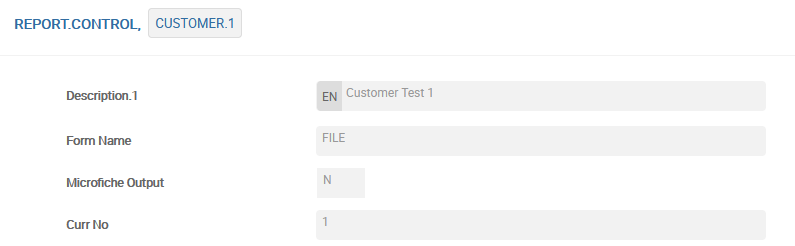 REPORT.CONTROL, CUSTOMER.1
Description.1 EN Customer Test 1
Form Name FILE
Microfiche Output N
Curr No 1